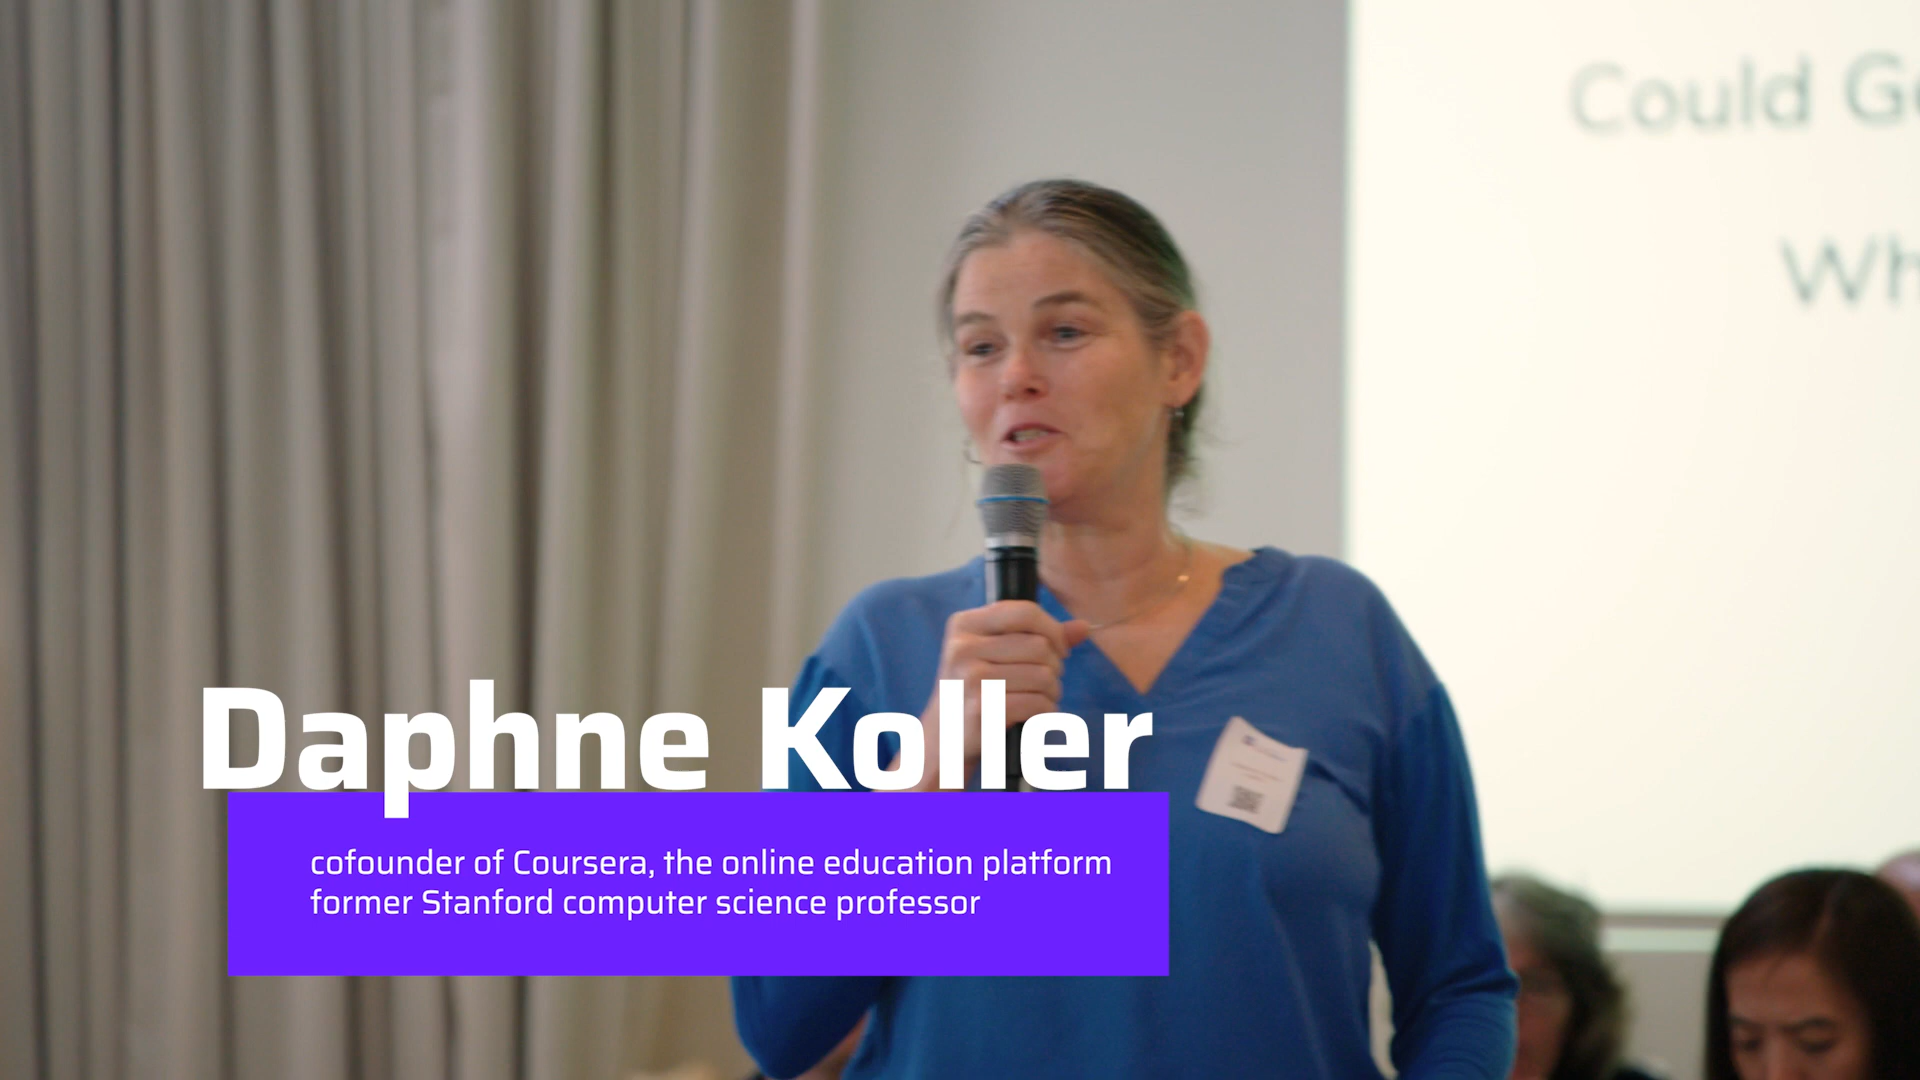 Could
Wh
Daphne Koller
cofounder of Coursera, the online education platform
former Stanford computer science professor